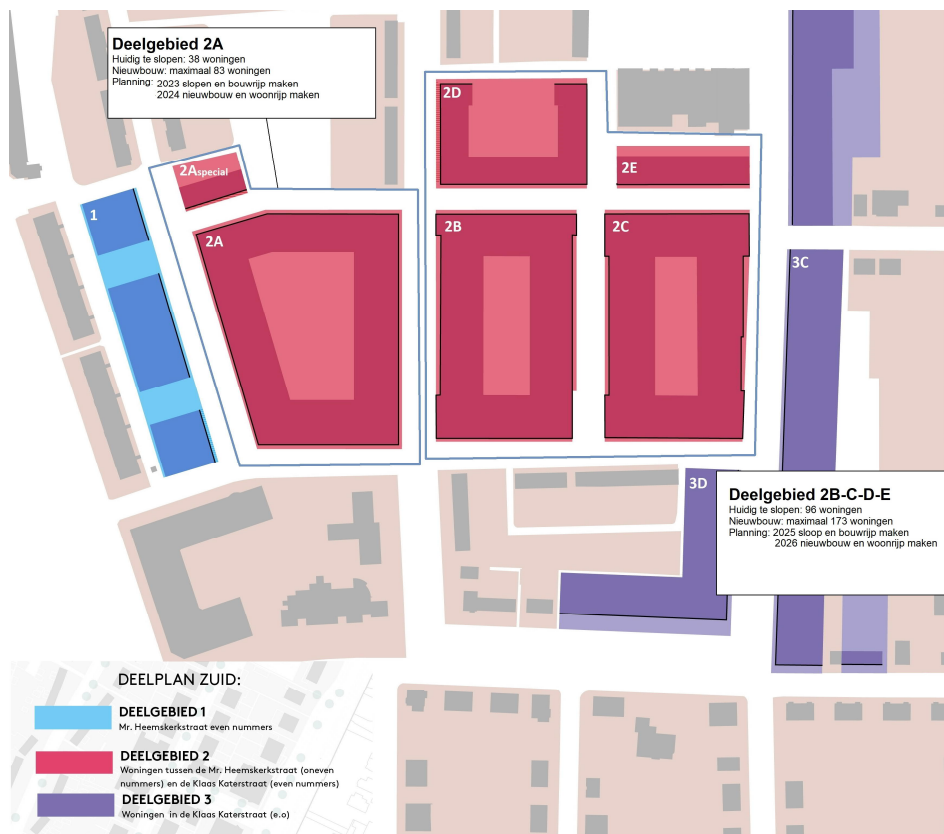 Deelgebied 2A
Huidig te slopen: 38 woningen
Nieuwbouw: maximaal 83 woningen
Planning: 2023 slopen en bouwrijp maken
2024 nieuwbouw en woonrijp maken
2D
2Aspecial
2E
1
2A
2B
2C
3C
3D
Deelgebied 2B-C-D-E
Huidig te slopen: 96 woningen
Nieuwbouw: maximaal 173 woningen
Planning: 2025 sloop en bouwrijp maken
2026 nieuwbouw en woonrijp maken
DEELPLAN ZUID:
DEELGEBIED 1
Mr. Heemskerkstraat even nummers
DEELGEBIED 2
Woningen tussen de Mr. Heemskerkstraat (oneven
nummers) en de Klaas Katerstraat (even nummers)
DEELGEBIED 3
Woningen in de Klaas Katerstraat (e.o)